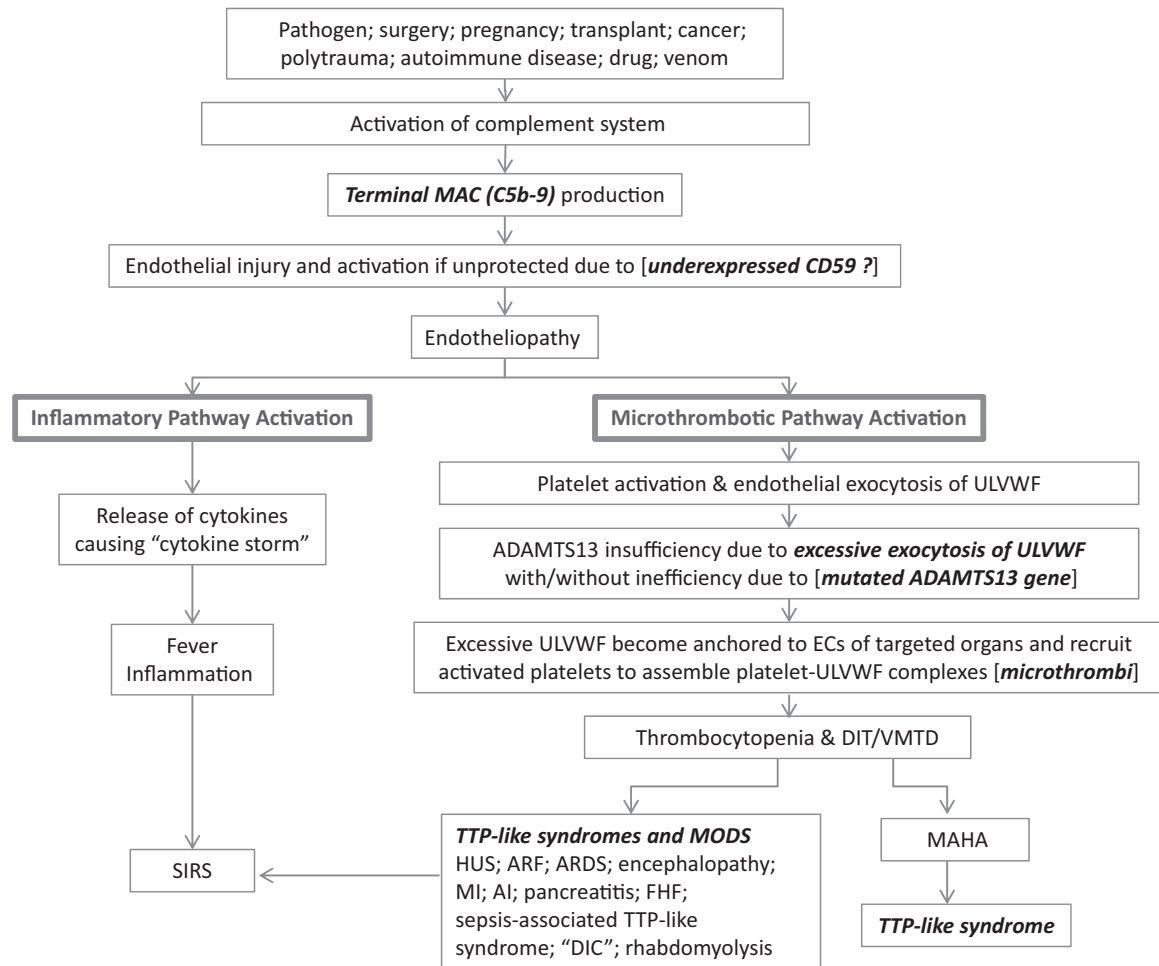 Pathogen; surgery; pregnancy; transplant; cancer;
polytrauma; autoimmune disease; drug; venom
Activation of complement system
Terminal MAC (C5b-9) production
Endothelial injury and activation if unprotected due to [underexpressed CD59 ?]
Endotheliopathy
Inflammatory Pathway Activation
Microthrombotic Pathway Activation
Release of cytokines
causing “cytokine storm”
Fever
Inflammation
Platelet activation & endothelial exocytosis of ULVWF
ADAMTS13 insufficiency due to excessive exocytosis of ULVWF
with/without inefficiency due to [mutated ADAMTS13 gene]
Excessive ULVWF become anchored to ECs of targeted organs and recruit
activated platelets to assemble platelet-ULVWF complexes [microthrombi]
Thrombocytopenia & DIT/VMTD
SIRS
TTP-like syndromes and MODS
HUS; ARF; ARDS; encephalopathy;
MI; AI; pancreatitis; FHF;
sepsis-associated TTP-like
syndrome; “DIC”; rhabdomyolysis
MAHA
TTP-like syndrome